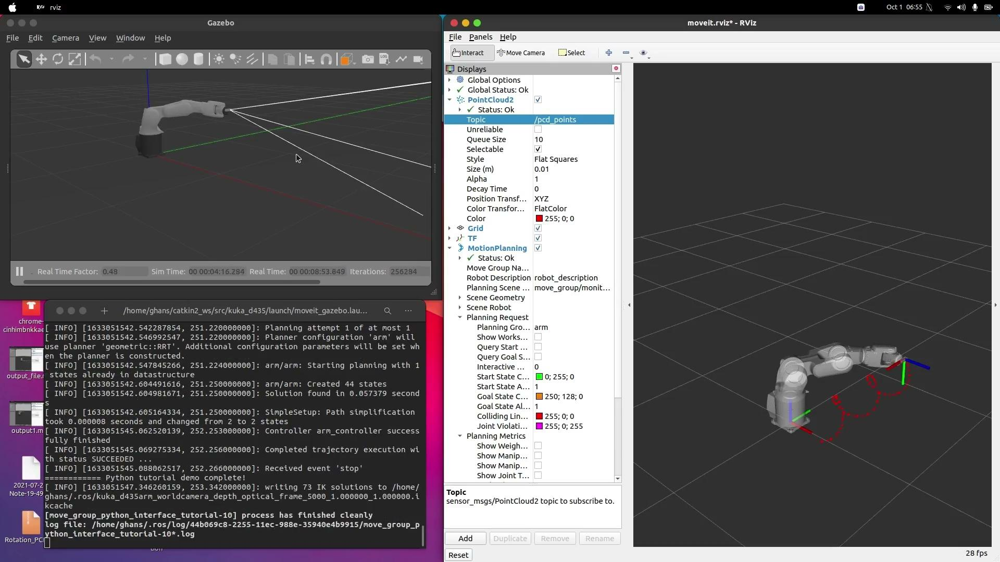 rviz
Oct 1 06:55
Gazebo
File Edit Camera View Window Help
LOG
Real Time Factor: 0.48 Sim Time: 00 00:04:16.284 Real Time: 00 00:08:53.849 Iterations: 256284
chrome-
cinhimbnkkae
output_file.
output1.m
2021-07-2
Note-19-49
Rotation_PC
/home/ghans/catkin2_ws/src/kuka_d435/launch/moveit_gazebo.lau...
[ INFO] [1633051542.542287854, 251.220000000]: Planning attempt 1 of at most 1
[ INFO] [1633051542.546992547, 251.220000000]: Planner configuration 'arm' will
use planner 'geometric::RRT'. Additional configuration parameters will be set wh
en the planner is constructed.
[ INFO] [1633051542.547845266, 251.224000000]: arm/arm: Starting planning with 1
states already in datastructure
[ INFO] [1633051542.604491616, 251.250000000]: arm/arm: Created 44 states
[ INFO] [1633051542.604981671, 251.250000000]: Solution found in 0.057379 second
s
[ INFO] [1633051542.605164334, 251.250000000]: SimpleSetup: Path simplification
took 0.000008 seconds and changed from 2 to 2 states
[ INFO] [1633051545.062520139, 252.253000000]: Controller arm_controller success
fully finished
[ INFO] [1633051545.069275334, 252.256000000]: Completed trajectory execution wi
th status SUCCEEDED ...
[ INFO] [1633051545.088062517, 252.266000000]: Received event 'stop'
============ Python tutorial demo complete!
[ INFO] [1633051547.346260159, 253.342000000]: writing 73 IK solutions to /home/
ghans/.ros/kuka_d435arm_worldcamera_depth_optical_frame_5000_1.000000_1.000000.i
kcache
[move_group_python_interface_tutorial-10] process has finished cleanly
log file: /home/ghans/.ros/log/44b069c8-2255-11ec-988e-35940e4b9915/move_group_p
ython_interface_tutorial-10*.log
moveit.rviz* - RViz
File Panels Help
Interact Move Camera Select
Displays
Global Options
Global Status: Ok
PointCloud2
Status: Ok
Topic /pcd_points
Unreliable
Queue Size 10
Selectable
Style Flat Squares
Size (m) 0.01
Alpha 1
Decay Time 0
Position Transf... XYZ
Color Transfor... FlatColor
Color 255; 0; 0
Grid
TF
MotionPlanning
Status: Ok
Move Group Na...
Robot Description robot_description
Planning Scene ... move_group/monit...
Scene Geometry
Scene Robot
Planning Request
Planning Gro... arm
Show Works...
Query Start ...
Query Goal S...
Interactive ... 0
Start State C... 0; 255; 0
Start State A... 1
Goal State C... 250; 128; 0
Goal State Al... 1
Colliding Lin... 255; 0; 0
Joint Violati... 255; 0; 255
Planning Metrics
Show Weigh...
Show Manip...
Show Manip...
Show Joint T...
Topic
sensor_msgs/PointCloud2 topic to subscribe to.
Add Duplicate Remove Rename
Reset
28 fps